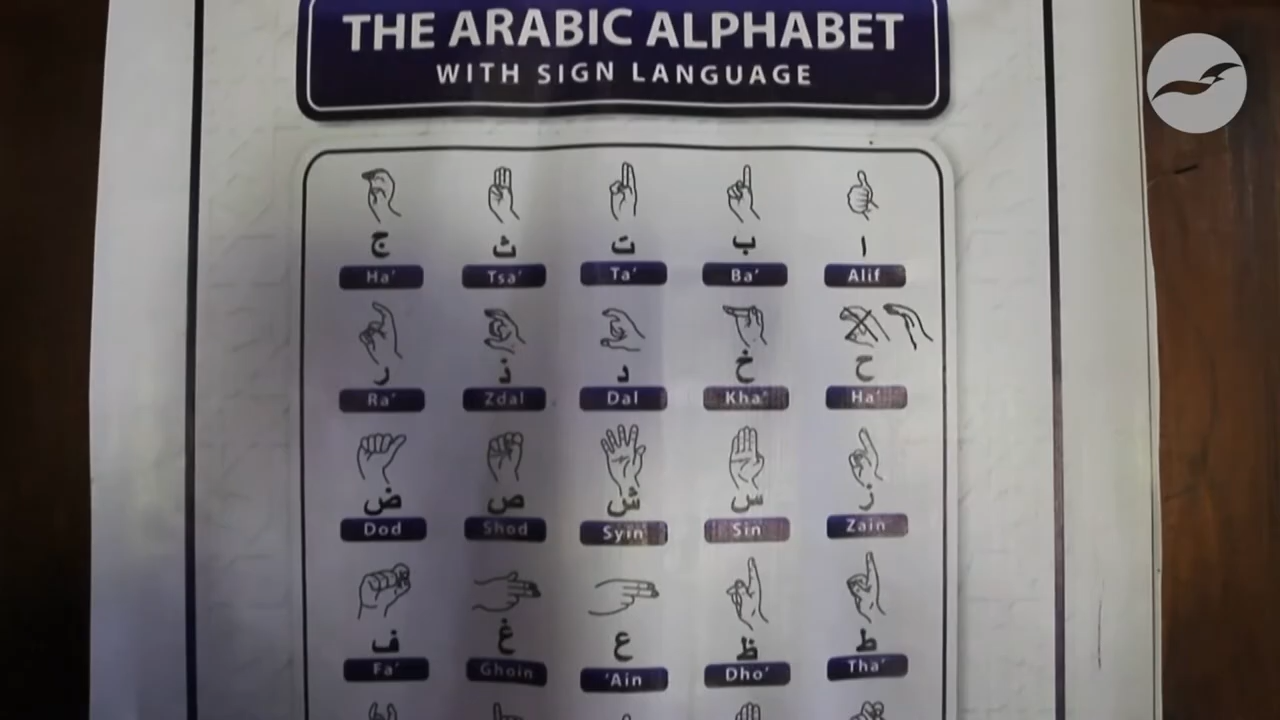 THE ARABIC ALPHABET
WITH SIGN LANGUAGE
ج ث ت ب ا
Ha' Tsa' Ta' Ba' Alif
ر ذ د خ ح
Ra' Zdal Dal Kha' Ha'
ض ص ش س ز
Dod Shod Syin Sin Zain
ف غ ع ظ ط
Fa' Ghoin 'Ain Dho' Tha'